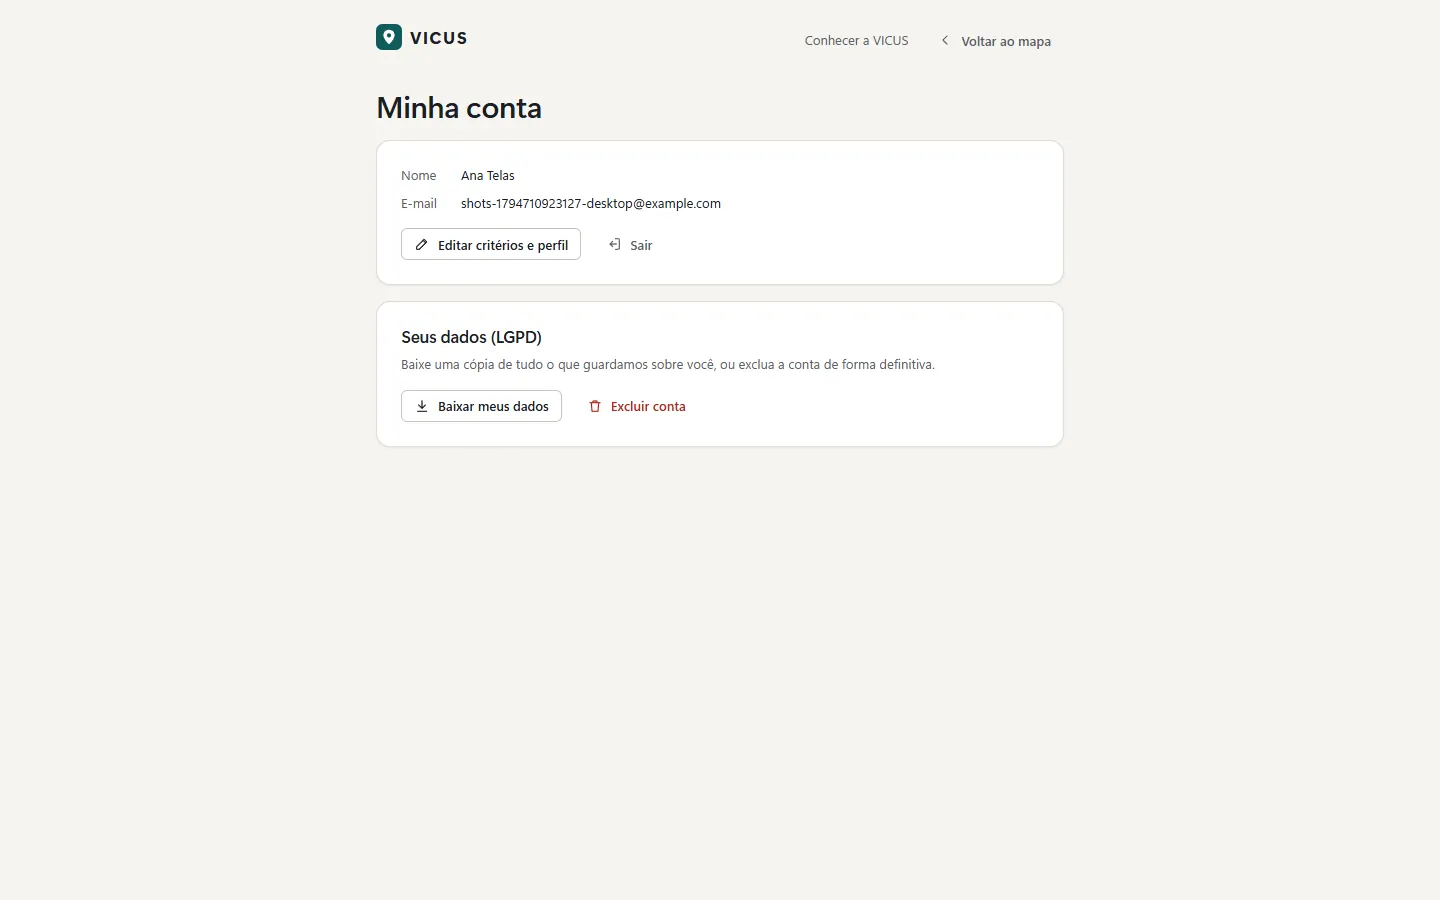 VICUS
Conhecer a VICUS
Voltar ao mapa
Minha conta
Nome Ana Telas
E-mail shots-1794710923127-desktop@example.com
Editar critérios e perfil Sair
Seus dados (LGPD)
Baixe uma cópia de tudo o que guardamos sobre você, ou exclua a conta de forma definitiva.
Baixar meus dados Excluir conta